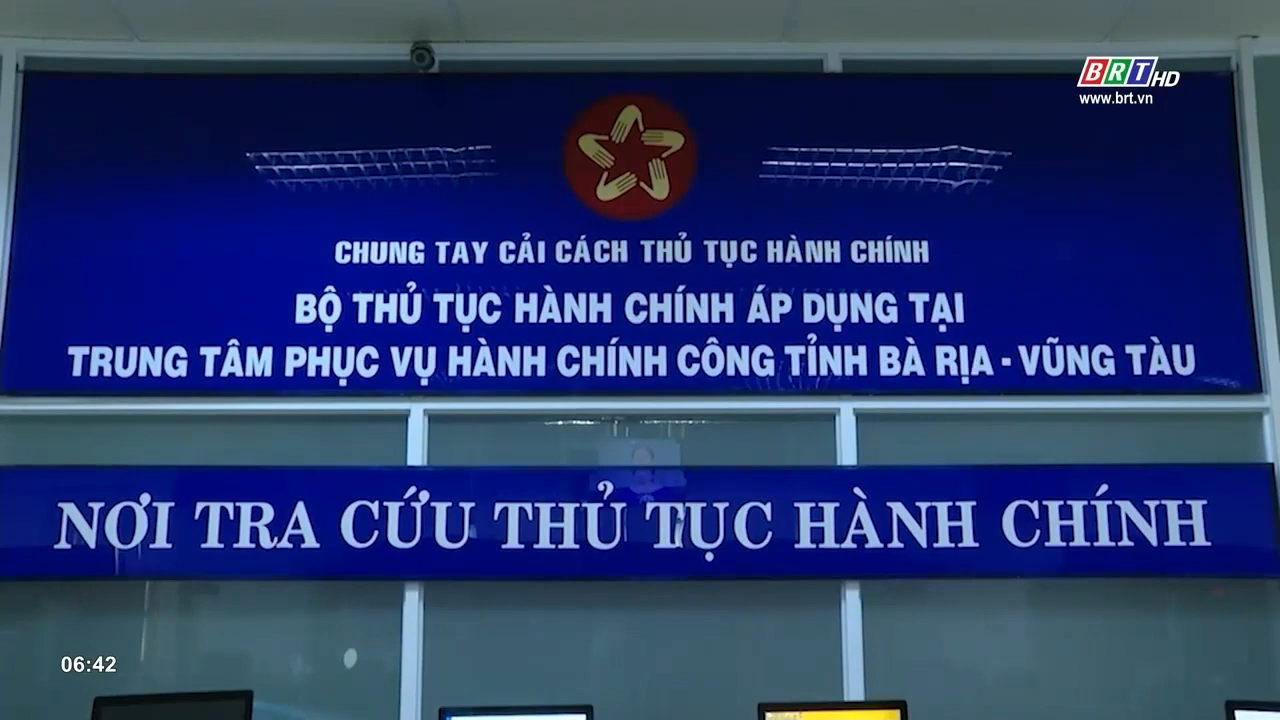 BRT HD
www.brt.vn
CHUNG TAY CẢI CÁCH THỦ TỤC HÀNH CHÍNH
BỘ THỦ TỤC HÀNH CHÍNH ÁP DỤNG TẠI
TRUNG TÂM PHỤC VỤ HÀNH CHÍNH CÔNG TỈNH BÀ RỊA - VŨNG TÀU
NƠI TRA CỨU THỦ TỤC HÀNH CHÍNH
06:42